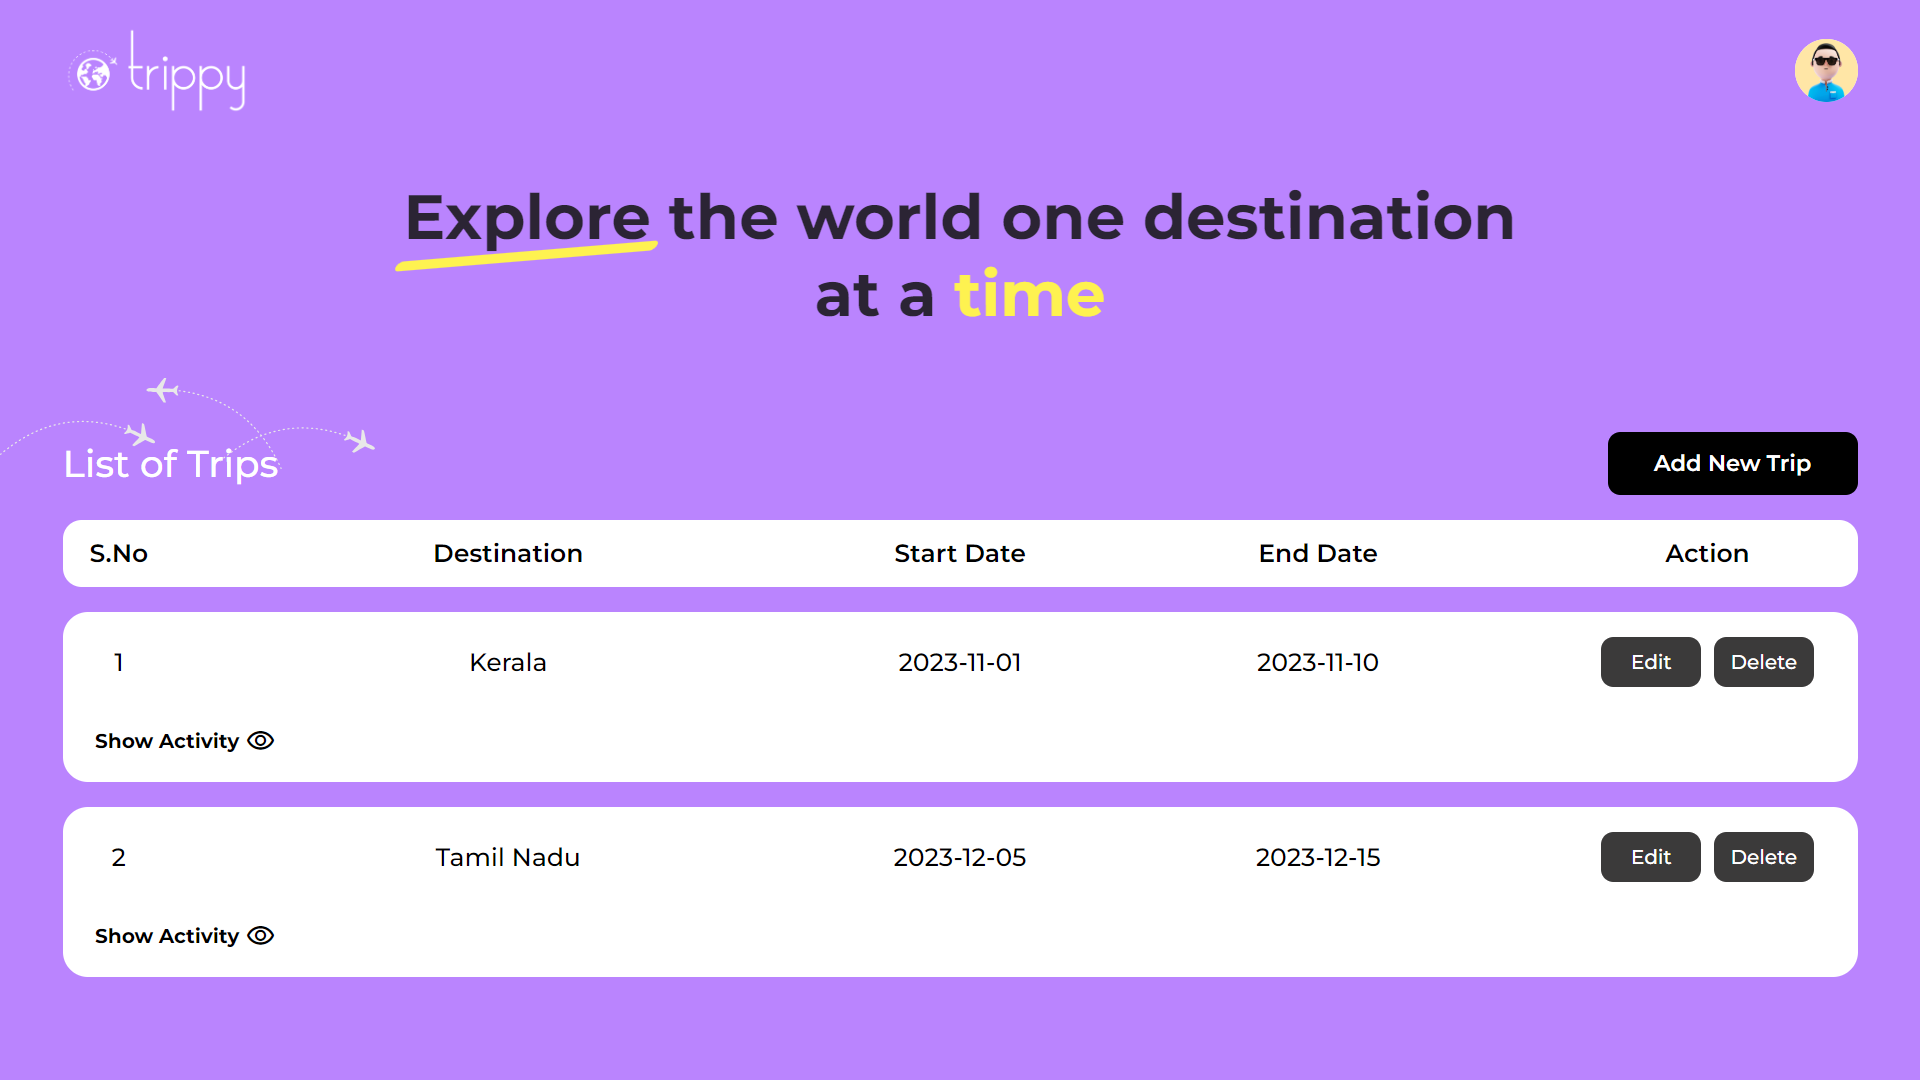 trippy
Explore the world one destination
at a time
List of Trips
Add New Trip
S.No Destination Start Date End Date Action
1 Kerala 2023-11-01 2023-11-10 Edit Delete
Show Activity
2 Tamil Nadu 2023-12-05 2023-12-15 Edit Delete
Show Activity